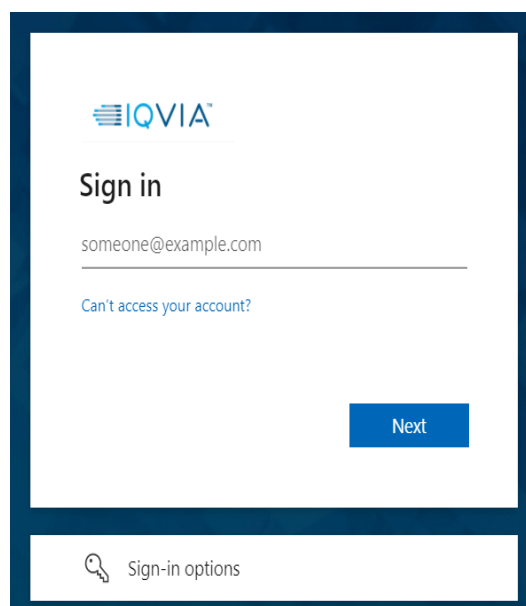 IQVIA™
Sign in
someone@example.com
Can't access your account?
Next
Sign-in options